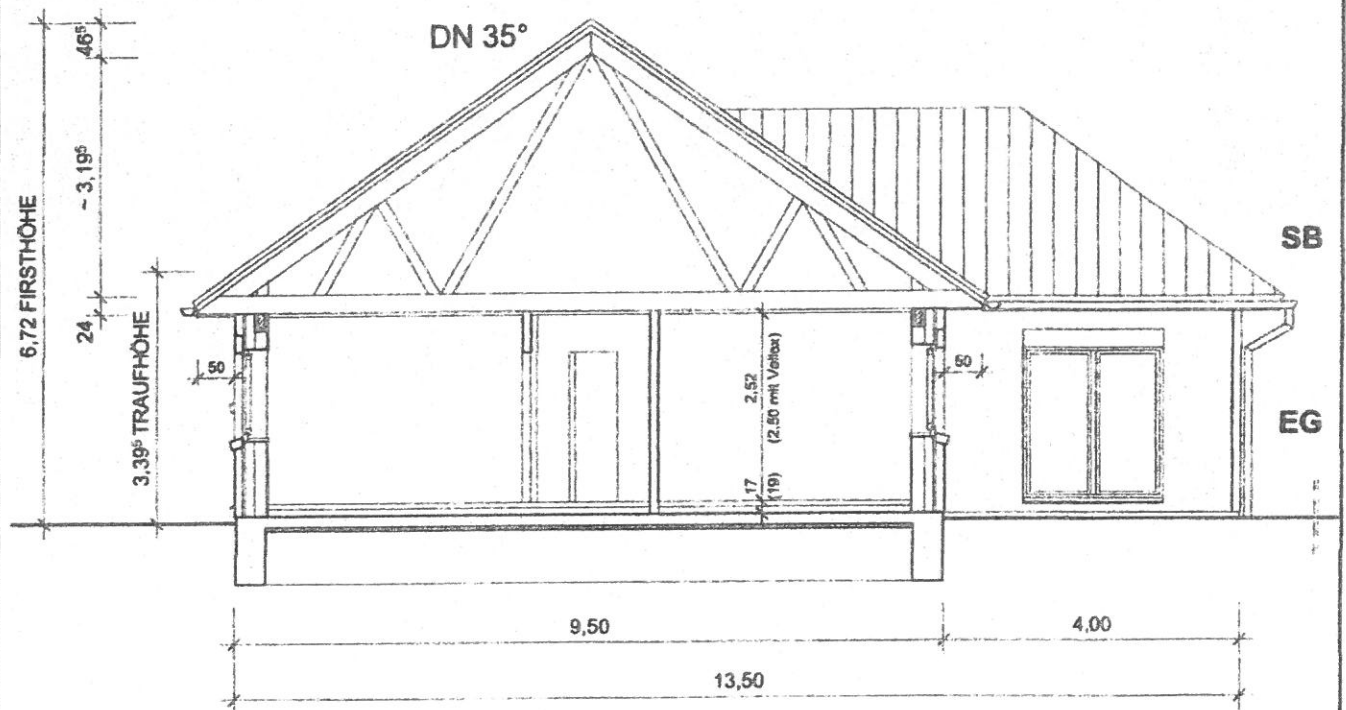 DN 35°
46⁵
~ 3,19⁵
24
6,72 FIRSTHÖHE
3.39⁵ TRAUFHÖHE
SB
50
2,52
(2,50 mit Vallox)
50
EG
17
(19)
9,50
4,00
13,50